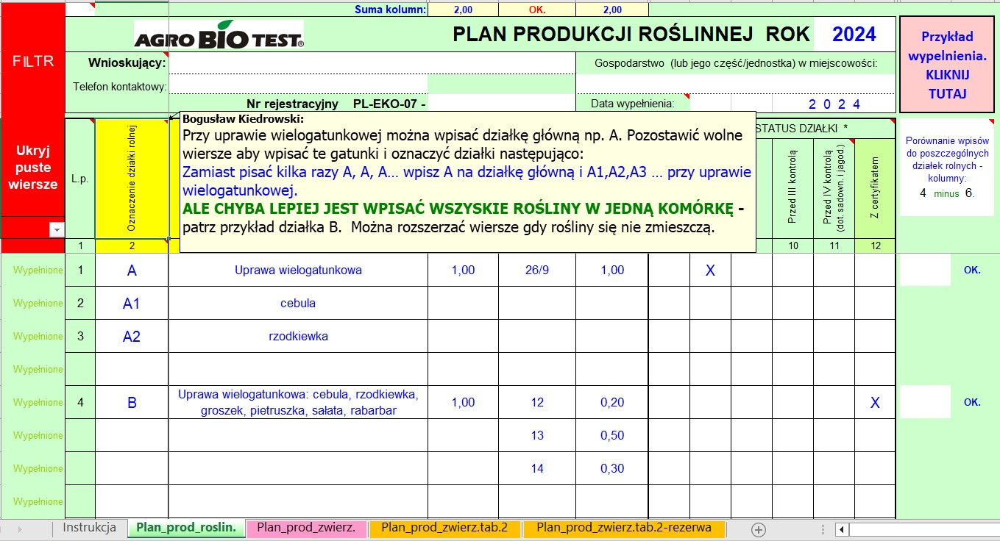 Suma kolumn: 2,00 OK. 2,00
FILTR
AGRO BIO TEST®
PLAN PRODUKCJI ROŚLINNEJ ROK 2024
Przykład
wypelnienia.
KLIKNIJ
TUTAJ
Wnioskujący:
Gospodarstwo (lub jego część/jednostka) w miejscowości:
Telefon kontaktowy:
Nr rejestracyjny PL-EKO-07 -
Data wypełnienia: 2 0 2 4
Ukryj
puste
wiersze
L.p.
Oznaczenie działki rolnej
Bogusław Kiedrowski:
Przy uprawie wielogatunkowej można wpisać działkę główną np. A. Pozostawić wolne
wiersze aby wpisać te gatunki i oznaczyć działki następująco:
Zamiast pisać kilka razy A, A, A... wpisz A na działkę główną i A1,A2,A3 ... przy uprawie
wielogatunkowej.
ALE CHYBA LEPIEJ JEST WPISAĆ WSZYSKIE ROŚLINY W JEDNĄ KOMÓRKĘ -
patrz przykład działka B. Można rozszerzać wiersze gdy rośliny się nie zmieszczą.
STATUS DZIAŁKI *
Przed III kontrolą
Przed IV kontrolą
(dot. sadown. i jagod.)
Z certyfikatem
Porównanie wpisów
do poszczególnych
działek rolnych -
kolumny:
4 minus 6.
1 2 10 11 12
Wypełnione 1 A Uprawa wielogatunkowa 1,00 26/9 1,00 X OK.
Wypełnione 2 A1 cebula
Wypełnione 3 A2 rzodkiewka
Wypełnione
Wypełnione 4 B Uprawa wielogatunkowa: cebula, rzodkiewka, 1,00 12 0,20 X OK.
groszek, pietruszka, sałata, rabarbar
Wypełnione 13 0,50
Wypełnione 14 0,30
Wypełnione
Instrukcja Plan_prod_roslin. Plan_prod_zwierz. Plan_prod_zwierz.tab.2 Plan_prod_zwierz.tab.2-rezerwa